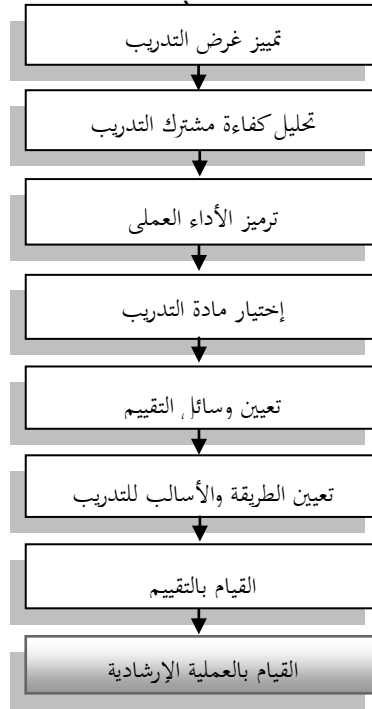 تمييز غرض التدريب
تحليل كفاءة مشترك التدريب
ترميز الأداء العملى
إختيار مادة التدريب
تعيين وسائل التقييم
تعيين الطريقة والأسالب للتدريب
القيام بالتقييم
القيام بالعملية الإرشادية